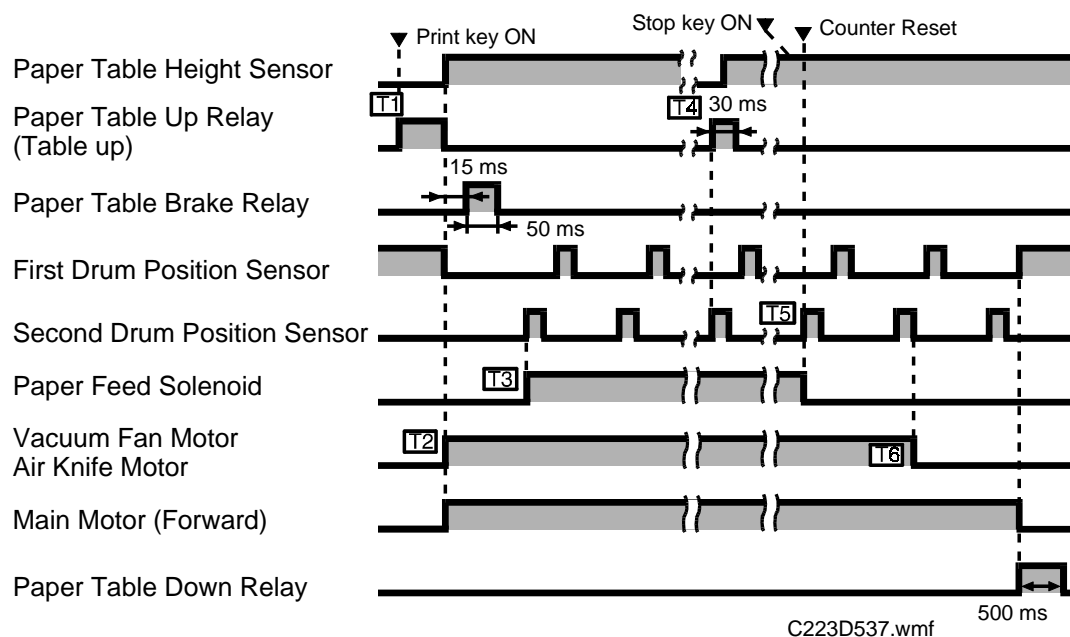 Print key ON
Stop key ON
Counter Reset
Paper Table Height Sensor
T1
T4
30 ms
Paper Table Up Relay
(Table up)
15 ms
Paper Table Brake Relay
50 ms
First Drum Position Sensor
T5
Second Drum Position Sensor
T3
Paper Feed Solenoid
T2
Vacuum Fan Motor
Air Knife Motor
T6
Main Motor (Forward)
Paper Table Down Relay
500 ms
C223D537.wmf